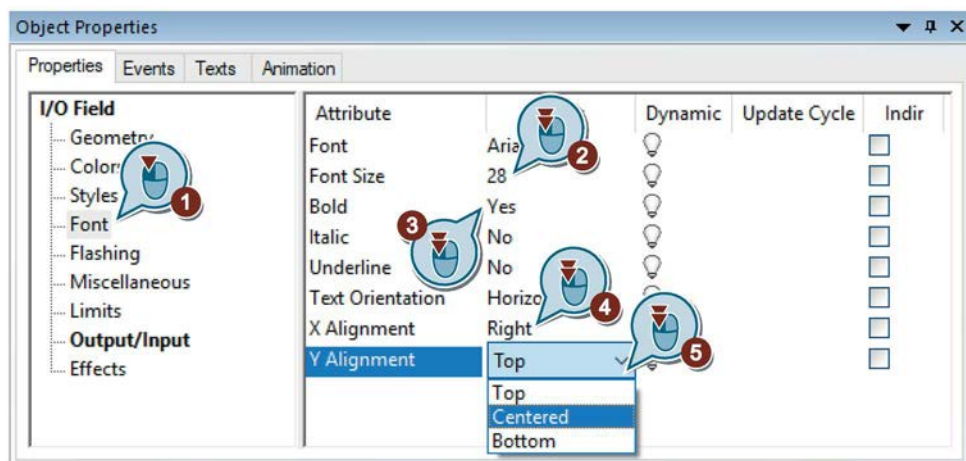 Object Properties
Properties Events Texts Animation
I/O Field
Geometry
Colors
Styles
Font
Flashing
Miscellaneous
Limits
Output/Input
Effects
1
Attribute Dynamic Update Cycle Indir
Font
Font Size 28
Bold Yes
Italic No
Underline No
Text Orientation
X Alignment Right
Y Alignment Top
Top
Centered
Bottom
2
3
4
5